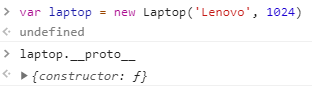 > var laptop = new Laptop('Lenovo', 1024)
<· undefined
> laptop.__proto__
<· ▶{constructor: ƒ}